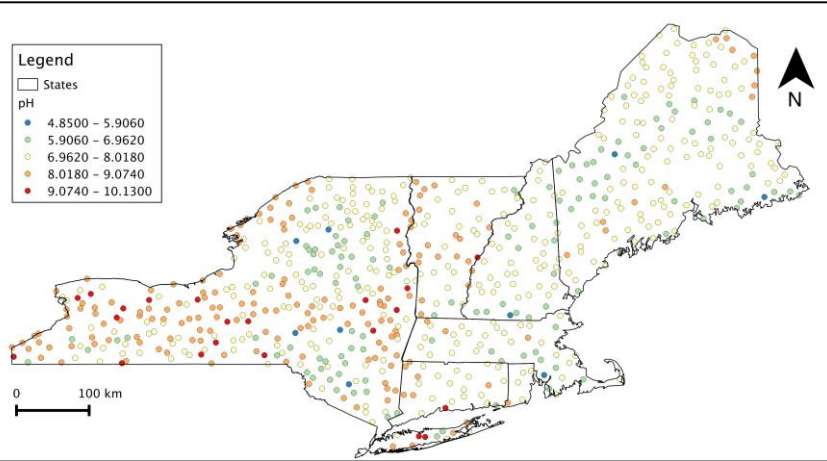 Legend
States
pH
4.8500 - 5.9060
5.9060 - 6.9620
6.9620 - 8.0180
8.0180 - 9.0740
9.0740 - 10.1300
N
0 100 km